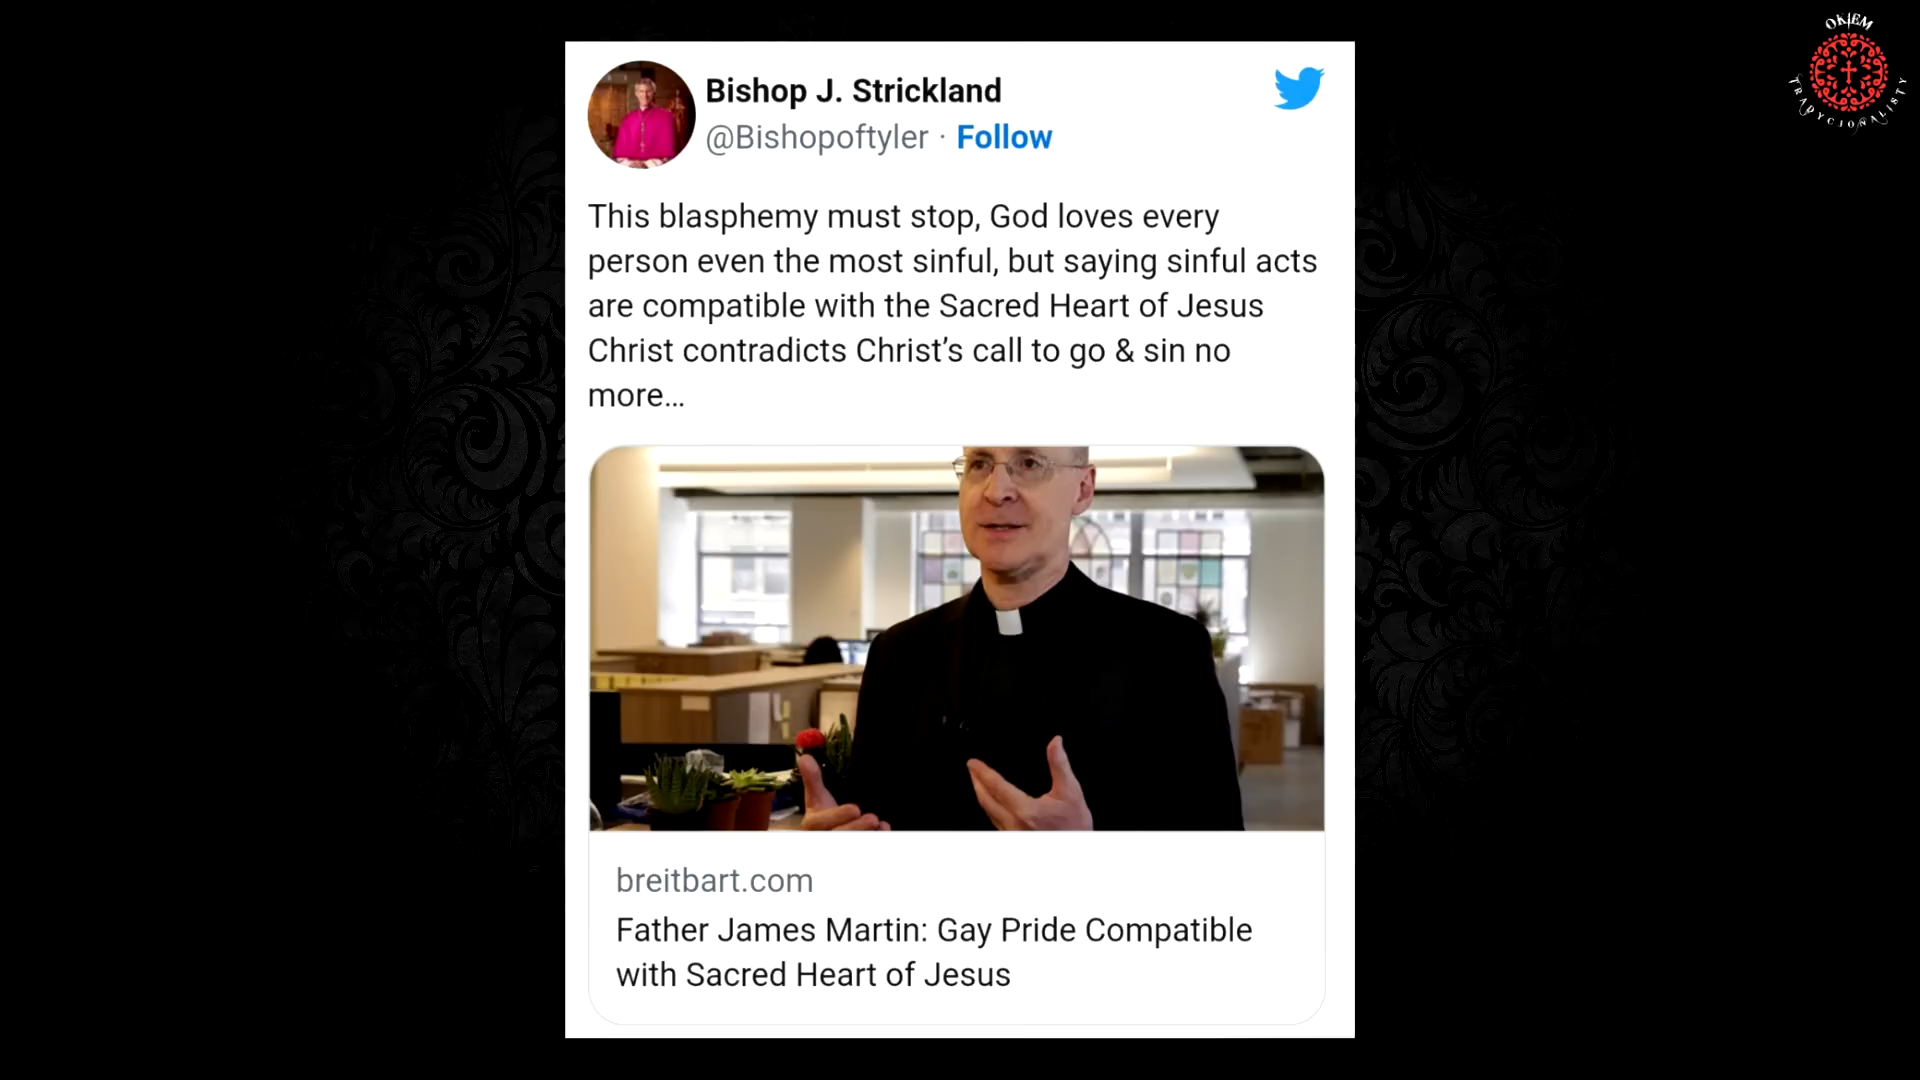 OKIEM
TRADYCJONALISTY
Bishop J. Strickland
@Bishopoftyler · Follow
This blasphemy must stop, God loves every
person even the most sinful, but saying sinful acts
are compatible with the Sacred Heart of Jesus
Christ contradicts Christ’s call to go & sin no
more…
breitbart.com
Father James Martin: Gay Pride Compatible
with Sacred Heart of Jesus